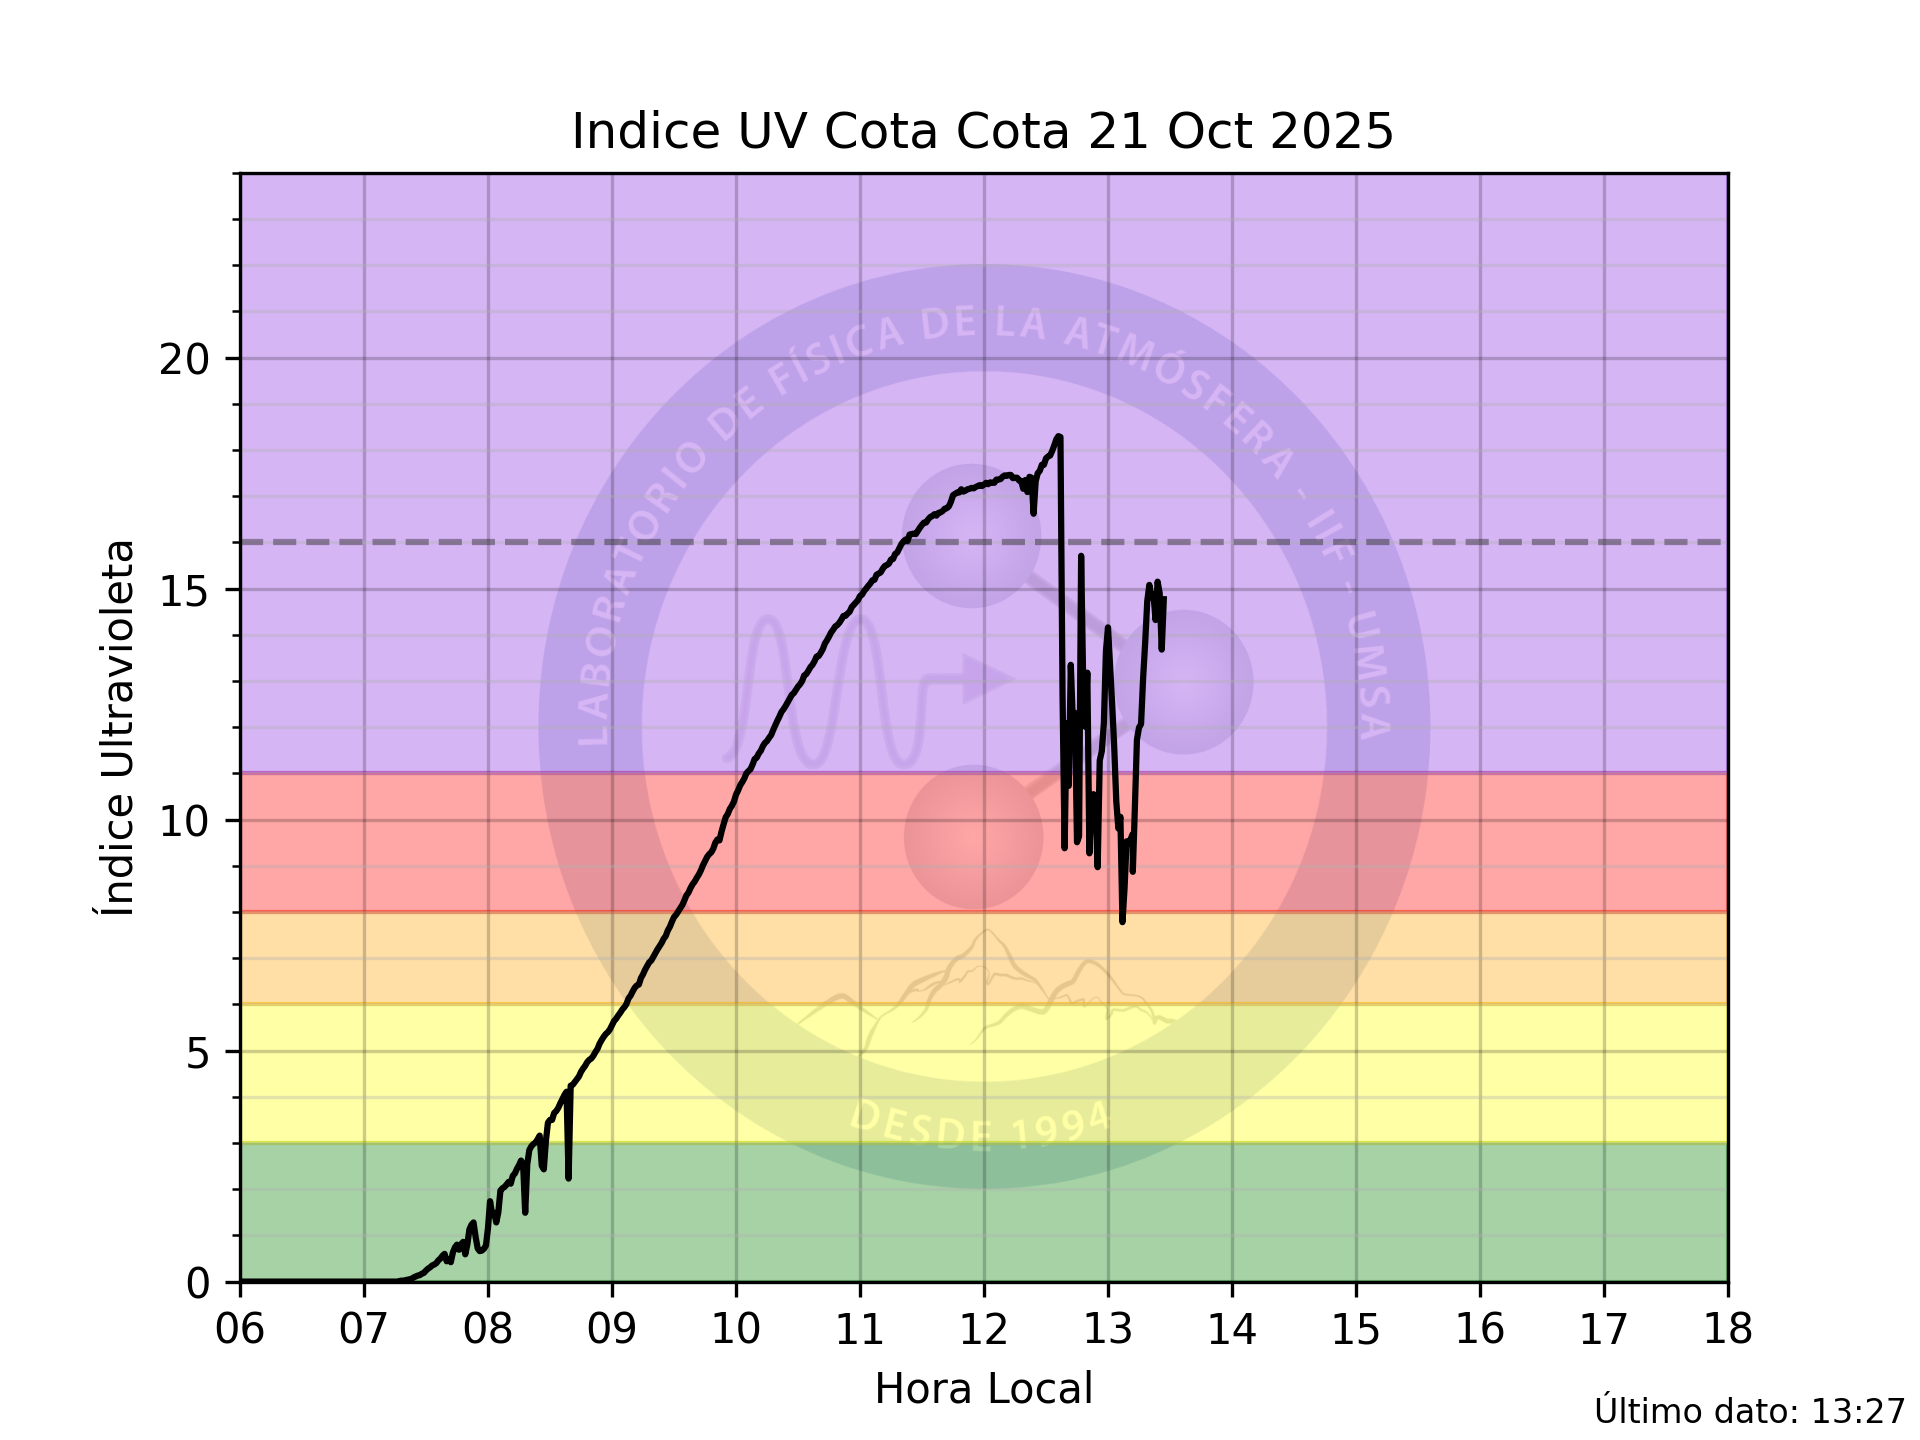 Indice UV Cota Cota 21 Oct 2025
Índice Ultravioleta
20
15
10
5
0
LABORATORIO DE FÍSICA DE LA ATMÓSFERA - IIF - UMSA
DESDE 1994
06 07 08 09 10 11 12 13 14 15 16 17 18
Hora Local
Último dato: 13:27